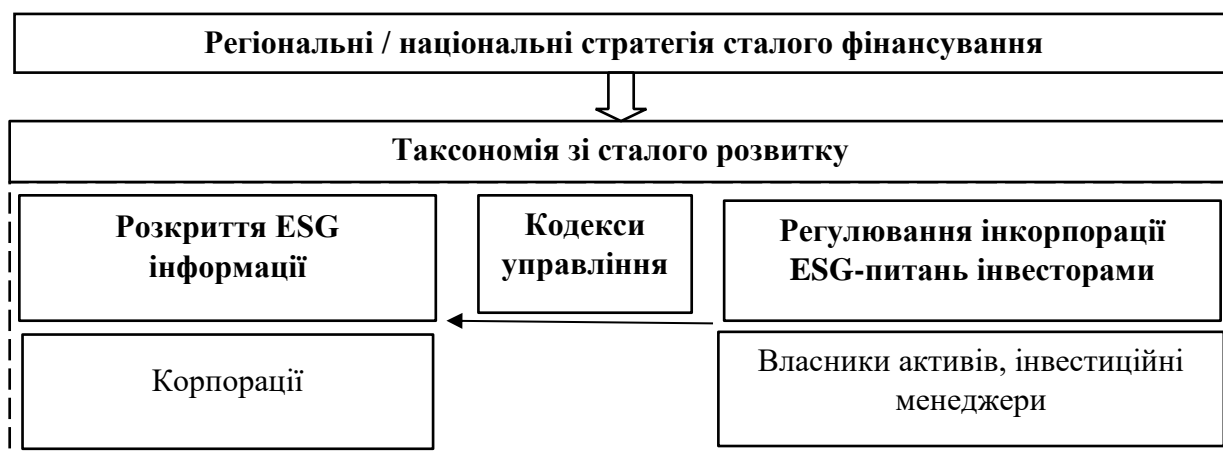 Регіональні / національні стратегія сталого фінансування
Таксономія зі сталого розвитку
Розкриття ESG
інформації
Кодекси
управління
Регулювання інкорпорації
ESG-питань інвесторами
Корпорації
Власники активів, інвестиційні
менеджери